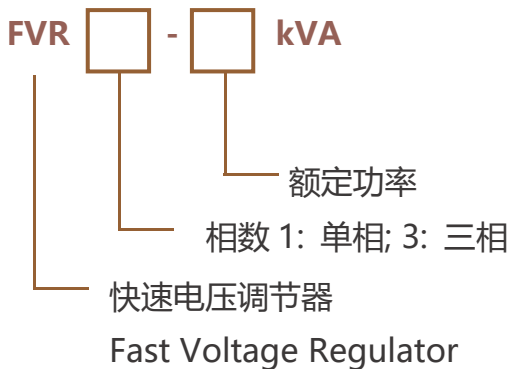 FVR - kVA
额定功率
相数 1: 单相; 3: 三相
快速电压调节器
Fast Voltage Regulator